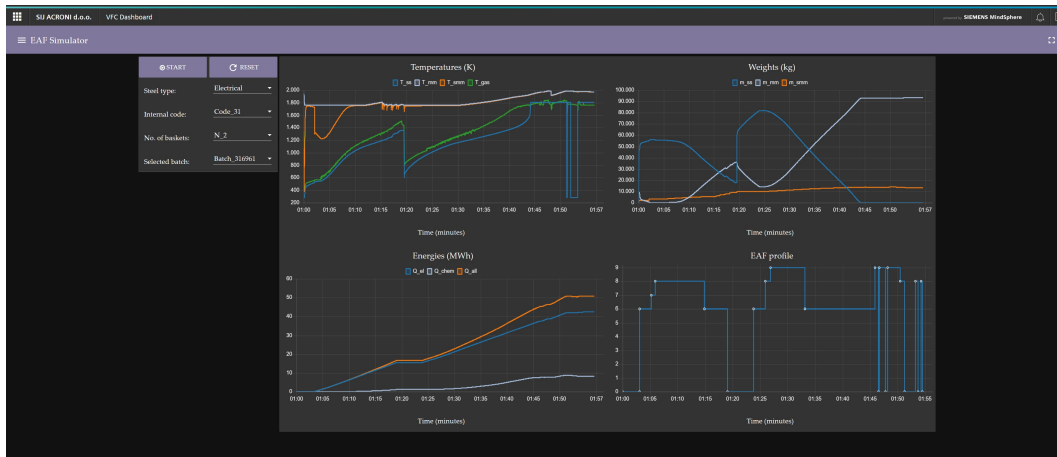 SIJ ACRONI d.o.o. VFC Dashboard
SIEMENS MindSphere
EAF Simulator
START RESET
Steel type: Electrical
Internal code: Code_31
No. of baskets: N_2
Selected batch: Batch_316961
Temperatures (K)
T_ss T_mm T_smm T_gas
2.000
1.800
1.600
1.400
1.200
1.000
800
600
400
200
01:00 01:05 01:10 01:15 01:20 01:25 01:30 01:35 01:40 01:45 01:50 01:57
Time (minutes)
Weights (kg)
m_ss m_mm m_smm
100.000
90.000
80.000
70.000
60.000
50.000
40.000
30.000
20.000
10.000
0
01:00 01:05 01:10 01:15 01:20 01:25 01:30 01:35 01:40 01:45 01:50 01:57
Time (minutes)
Energies (MWh)
Q_el Q_chem Q_all
60
50
40
30
20
10
0
01:00 01:05 01:10 01:15 01:20 01:25 01:30 01:35 01:40 01:45 01:50 01:57
Time (minutes)
EAF profile
9
8
7
6
5
4
3
2
1
0
01:00 01:05 01:10 01:15 01:20 01:25 01:30 01:35 01:40 01:45 01:50 01:55
Time (minutes)